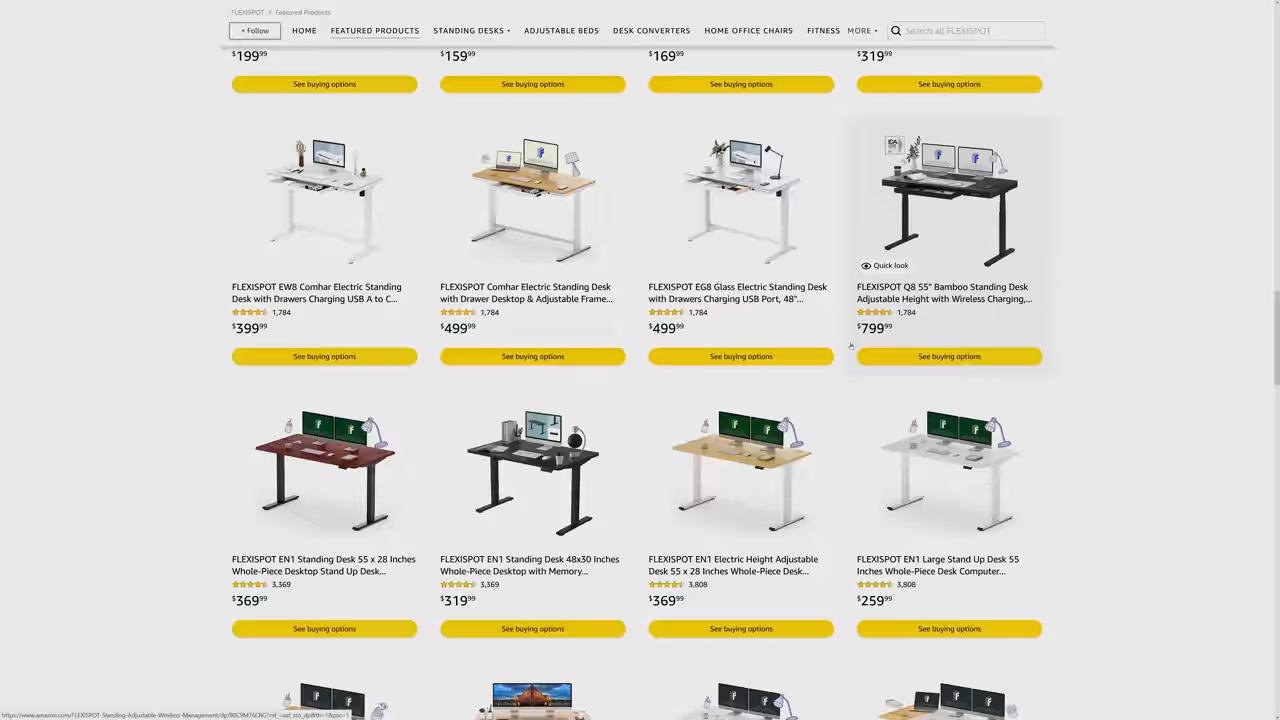 FLEXISPOT > Featured Products
+ Follow
HOME
FEATURED PRODUCTS
STANDING DESKS
ADJUSTABLE BEDS
DESK CONVERTERS
HOME OFFICE CHAIRS
FITNESS
MORE
Search all FLEXISPOT
$199.99
$159.99
$169.99
$319.99
See buying options
See buying options
See buying options
See buying options
Quick look
FLEXISPOT EW8 Comhar Electric Standing
Desk with Drawers Charging USB A to C...
1,784
$399.99
See buying options
FLEXISPOT Comhar Electric Standing Desk
with Drawer Desktop & Adjustable Frame...
1,784
$499.99
See buying options
FLEXISPOT EG8 Glass Electric Standing Desk
with Drawers Charging USB Port, 48"...
1,784
$499.99
See buying options
FLEXISPOT Q8 55" Bamboo Standing Desk
Adjustable Height with Wireless Charging,...
1,784
$799.99
See buying options
FLEXISPOT EN1 Standing Desk 55 x 28 Inches
Whole-Piece Desktop Stand Up Desk...
3,369
$369.99
See buying options
FLEXISPOT EN1 Standing Desk 48x30 Inches
Whole-Piece Desktop with Memory...
3,369
$319.99
See buying options
FLEXISPOT EN1 Electric Height Adjustable
Desk 55 x 28 Inches Whole-Piece Desk...
3,808
$369.99
See buying options
FLEXISPOT EN1 Large Stand Up Desk 55
Inches Whole-Piece Desk Computer...
3,808
$259.99
See buying options